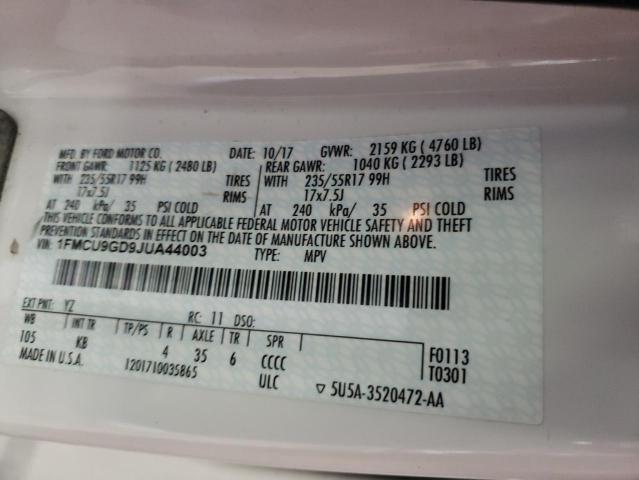 MFD. BY FORD MOTOR CO. DATE: 10/17 GVWR: 2159 KG ( 4760 LB)
FRONT GAWR: 1125 KG ( 2480 LB) REAR GAWR: 1040 KG ( 2293 LB)
WITH 235/55R17 99H TIRES WITH 235/55R17 99H TIRES
17x7.5J RIMS 17x7.5J RIMS
AT 240 kPa/ 35 PSI COLD AT 240 kPa/ 35 PSI COLD
THIS VEHICLE CONFORMS TO ALL APPLICABLE FEDERAL MOTOR VEHICLE SAFETY AND THEFT
PREVENTION STANDARDS IN EFFECT ON THE DATE OF MANUFACTURE SHOWN ABOVE.
VIN: 1FMCU9GD9JUA44003 TYPE: MPV
EXT PNT: YZ RC: 11 DSO:
WB INT TR TP/PS R AXLE TR SPR
105 KB 4 35 6 CCCC F0113
MADE IN U.S.A. 1201710035865 ULC T0301
5U5A-3520472-AA